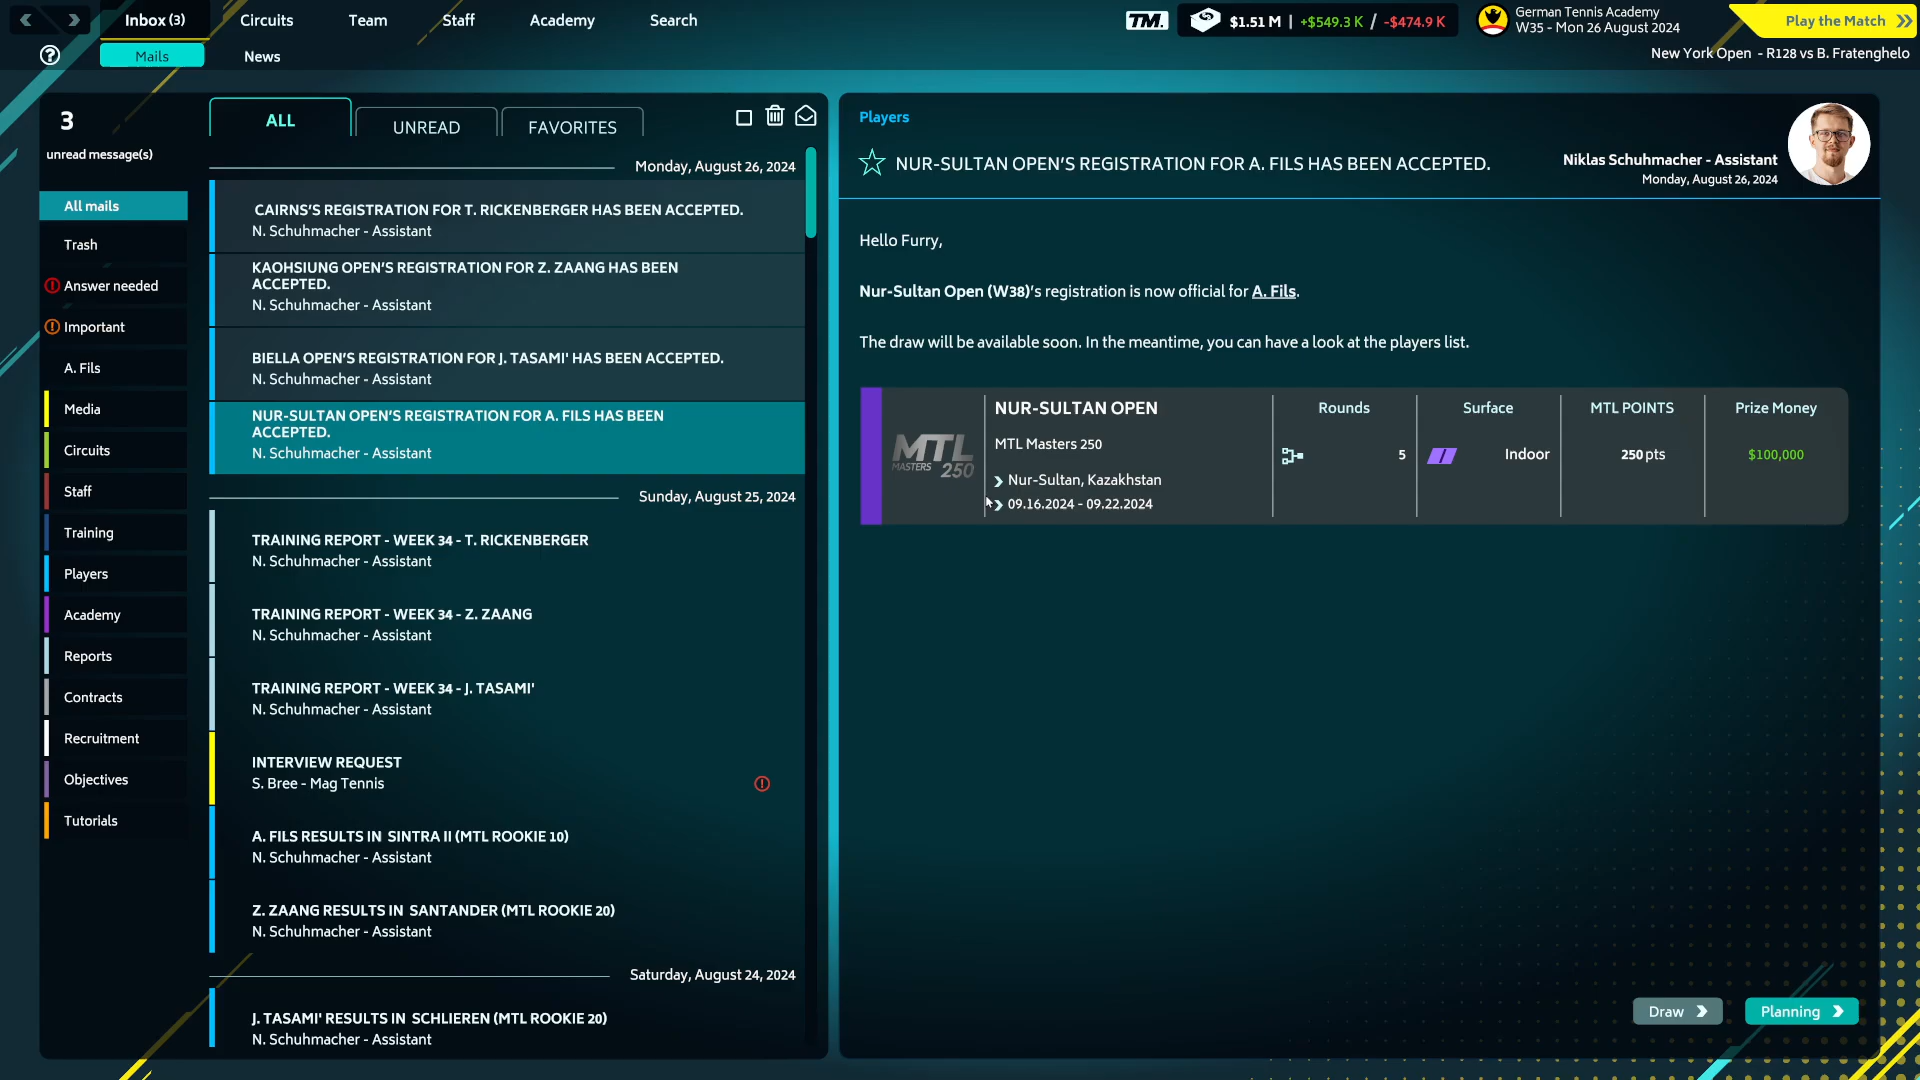 Inbox (3)
Circuits
Team
Staff
Academy
Search
TM.
$1.51 M | +$549.3 K / -$474.9 K
German Tennis Academy
W35 - Mon 26 August 2024
Play the Match
Mails
News
New York Open - R128 vs B. Fratenghelo
3
unread message(s)
All mails
Trash
Answer needed
Important
A. Fils
Media
Circuits
Staff
Training
Players
Academy
Reports
Contracts
Recruitment
Objectives
Tutorials
ALL
UNREAD
FAVORITES
Monday, August 26, 2024
CAIRNS'S REGISTRATION FOR T. RICKENBERGER HAS BEEN ACCEPTED.
N. Schuhmacher - Assistant
KAOHSIUNG OPEN'S REGISTRATION FOR Z. ZAANG HAS BEEN
ACCEPTED.
N. Schuhmacher - Assistant
BIELLA OPEN'S REGISTRATION FOR J. TASAMI' HAS BEEN ACCEPTED.
N. Schuhmacher - Assistant
NUR-SULTAN OPEN'S REGISTRATION FOR A. FILS HAS BEEN
ACCEPTED.
N. Schuhmacher - Assistant
Sunday, August 25, 2024
TRAINING REPORT - WEEK 34 - T. RICKENBERGER
N. Schuhmacher - Assistant
TRAINING REPORT - WEEK 34 - Z. ZAANG
N. Schuhmacher - Assistant
TRAINING REPORT - WEEK 34 - J. TASAMI'
N. Schuhmacher - Assistant
INTERVIEW REQUEST
S. Bree - Mag Tennis
A. FILS RESULTS IN SINTRA II (MTL ROOKIE 10)
N. Schuhmacher - Assistant
Z. ZAANG RESULTS IN SANTANDER (MTL ROOKIE 20)
N. Schuhmacher - Assistant
Saturday, August 24, 2024
J. TASAMI' RESULTS IN SCHLIEREN (MTL ROOKIE 20)
N. Schuhmacher - Assistant
Players
NUR-SULTAN OPEN'S REGISTRATION FOR A. FILS HAS BEEN ACCEPTED.
Niklas Schuhmacher - Assistant
Monday, August 26, 2024
Hello Furry,
Nur-Sultan Open (W38)'s registration is now official for A. Fils.
The draw will be available soon. In the meantime, you can have a look at the players list.
MTL
MASTERS 250
NUR-SULTAN OPEN
MTL Masters 250
Nur-Sultan, Kazakhstan
09.16.2024 - 09.22.2024
Rounds
5
Surface
Indoor
MTL POINTS
250 pts
Prize Money
$100,000
Draw
Planning